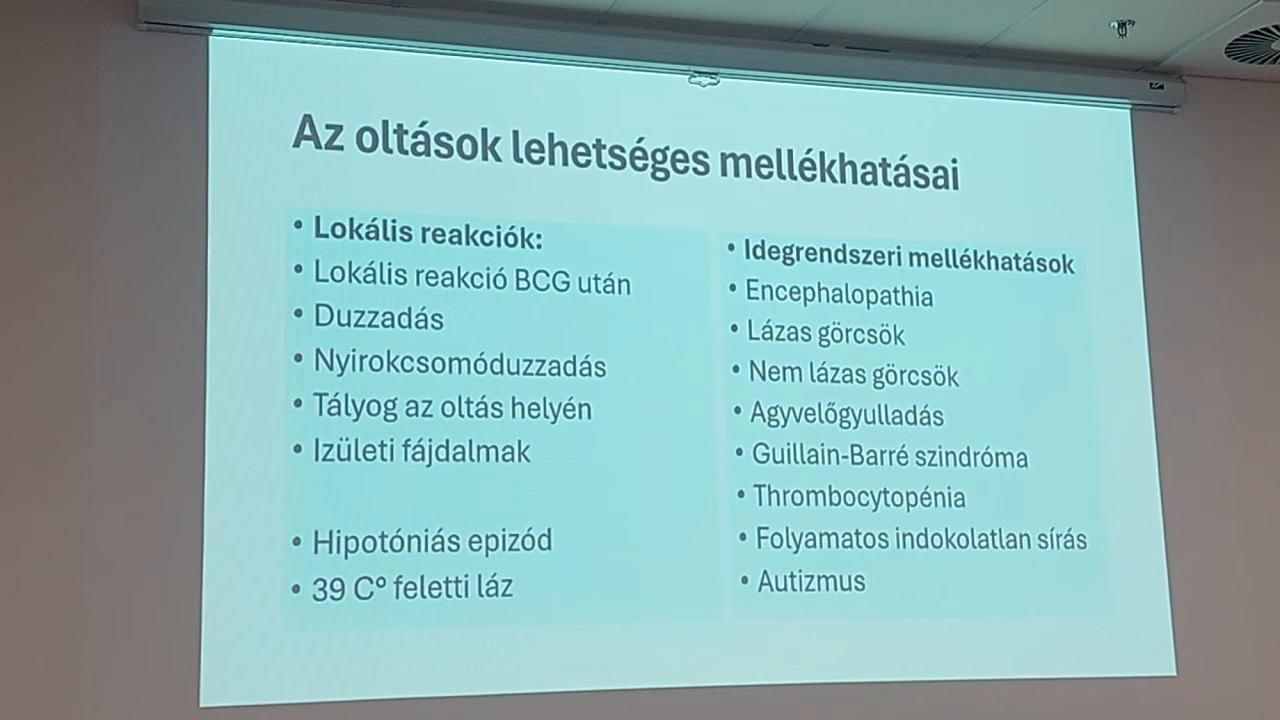 Az oltások lehetséges mellékhatásai
• Lokális reakciók:
• Lokális reakció BCG után
• Duzzadás
• Nyirokcsomóduzzadás
• Tályog az oltás helyén
• Izületi fájdalmak
• Hipotóniás epizód
• 39 C° feletti láz
• Idegrendszeri mellékhatások
• Encephalopathia
• Lázas görcsök
• Nem lázas görcsök
• Agyvelőgyulladás
• Guillain-Barré szindróma
• Thrombocytopénia
• Folyamatos indokolatlan sírás
• Autizmus